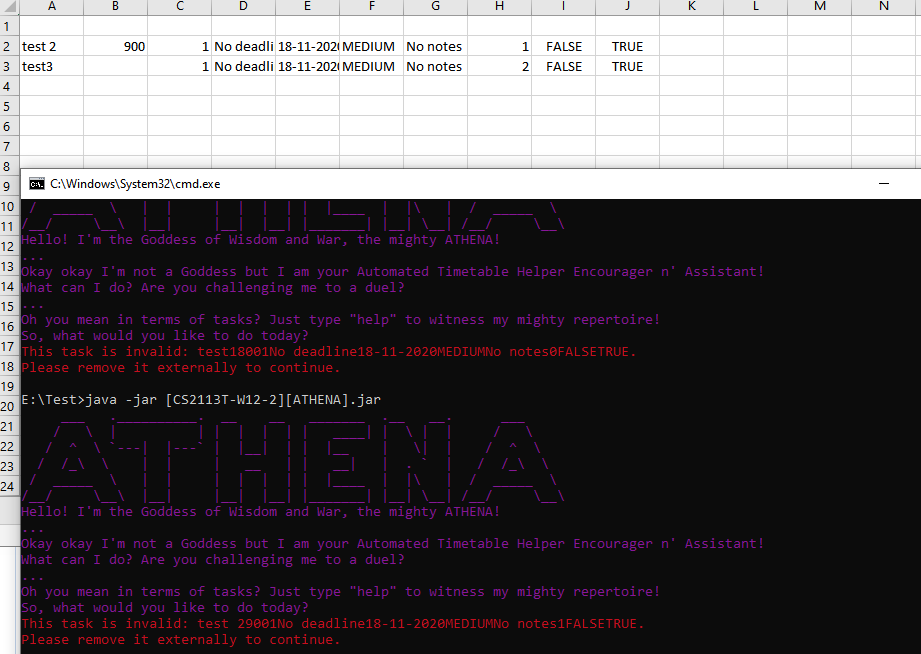 A B C D E F G H I J K L M N
1
2 test 2 900 1 No deadli 18-11-2020 MEDIUM No notes 1 FALSE TRUE
3 test3 1 No deadli 18-11-2020 MEDIUM No notes 2 FALSE TRUE
4
5
6
7
8
9
10
11
12
13
14
15
16
17
18
19
20
21
22
23
24
C:\Windows\System32\cmd.exe
Hello! I'm the Goddess of Wisdom and War, the mighty ATHENA!
...
Okay okay I'm not a Goddess but I am your Automated Timetable Helper Encourager n' Assistant!
What can I do? Are you challenging me to a duel?
...
Oh you mean in terms of tasks? Just type "help" to witness my mighty repertoire!
So, what would you like to do today?
This task is invalid: test18001No deadline18-11-2020MEDIUMNo notes0FALSETRUE.
Please remove it externally to continue.
E:\Test>java -jar [CS2113T-W12-2][ATHENA].jar
ATHENA
Hello! I'm the Goddess of Wisdom and War, the mighty ATHENA!
...
Okay okay I'm not a Goddess but I am your Automated Timetable Helper Encourager n' Assistant!
What can I do? Are you challenging me to a duel?
...
Oh you mean in terms of tasks? Just type "help" to witness my mighty repertoire!
So, what would you like to do today?
This task is invalid: test 29001No deadline18-11-2020MEDIUMNo notes1FALSETRUE.
Please remove it externally to continue.